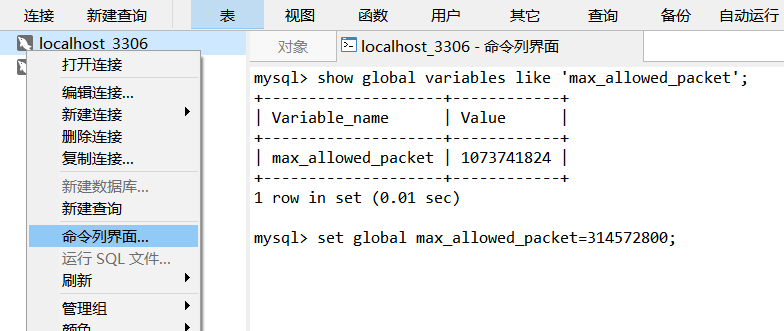 连接 新建查询 表 视图 函数 用户 其它 查询 备份 自动运行
localhost_3306
打开连接
编辑连接...
新建连接
删除连接
复制连接...
新建数据库...
新建查询
命令列界面...
运行 SQL 文件...
刷新
管理组
颜色
对象 localhost_3306 - 命令列界面
mysql> show global variables like 'max_allowed_packet';
+--------------------+------------+
| Variable_name      | Value      |
+--------------------+------------+
| max_allowed_packet | 1073741824 |
+--------------------+------------+
1 row in set (0.01 sec)
mysql> set global max_allowed_packet=314572800;